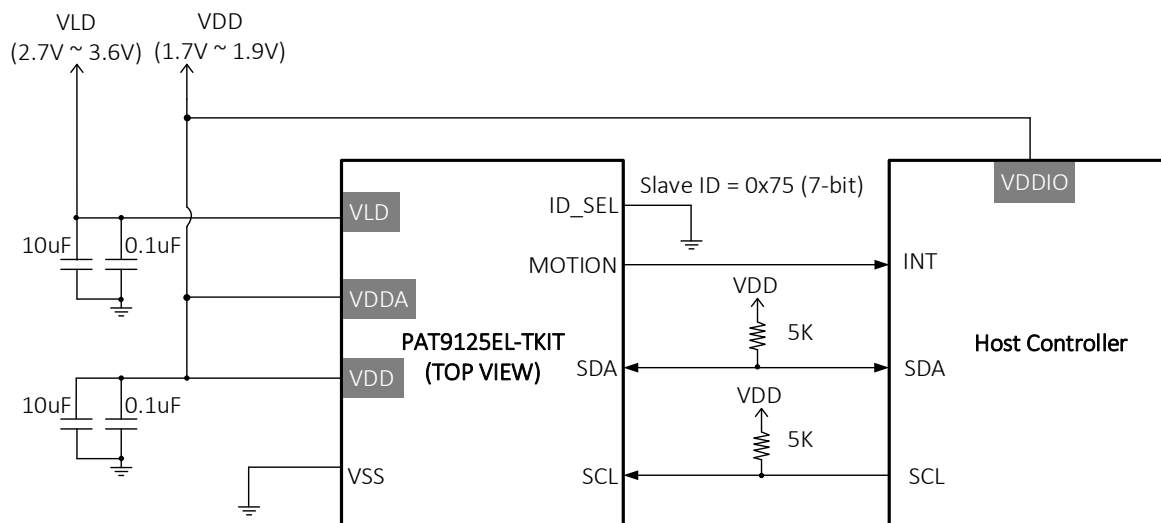 VLD
(2.7V ~ 3.6V)
VDD
(1.7V ~ 1.9V)
VDDIO
Slave ID = 0x75 (7-bit)
VLD
ID_SEL
10uF
0.1uF
MOTION
INT
VDD
VDDA
5K
PAT9125EL-TKIT
(TOP VIEW)
Host Controller
SDA
SDA
VDD
VDD
10uF
0.1uF
5K
VSS
SCL
SCL